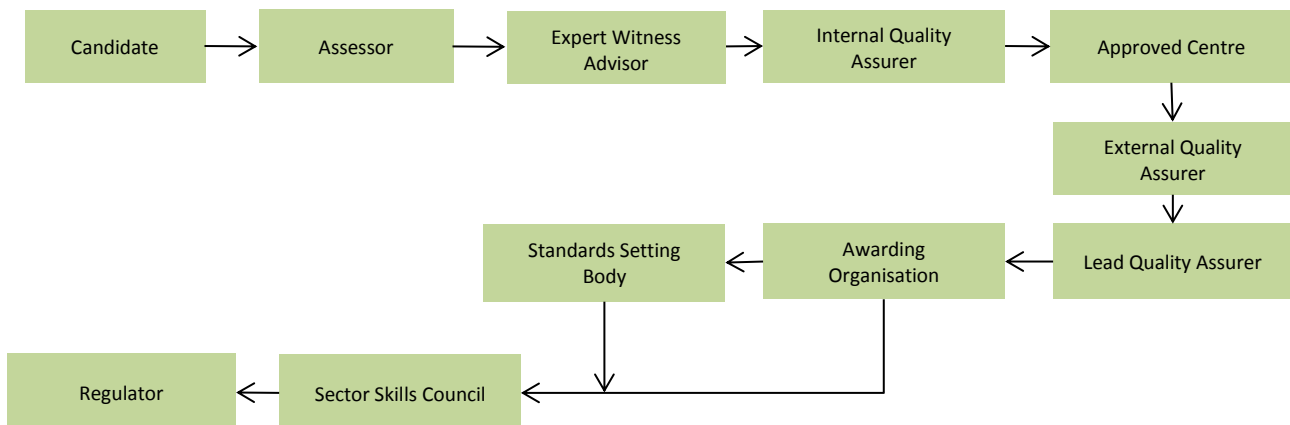 Candidate
Assessor
Expert Witness
Advisor
Internal Quality
Assurer
Approved Centre
External Quality
Assurer
Lead Quality Assurer
Awarding
Organisation
Standards Setting
Body
Sector Skills Council
Regulator